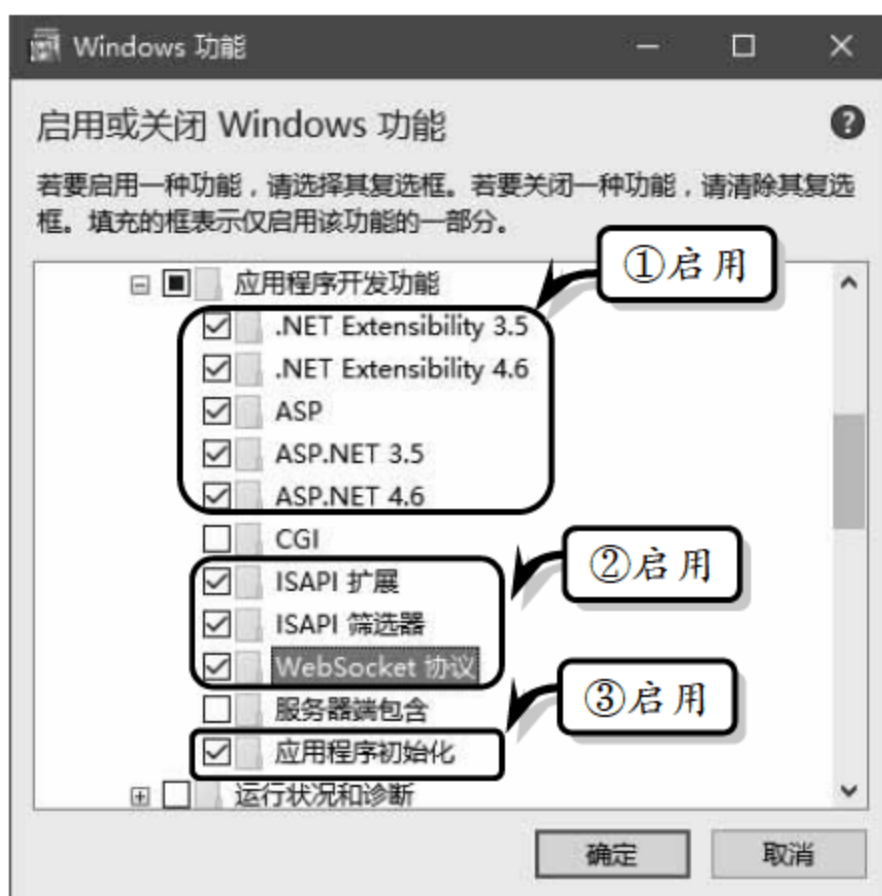 Windows 功能
启用或关闭 Windows 功能
若要启用一种功能，请选择其复选框。若要关闭一种功能，请清除其复选
框。填充的框表示仅启用该功能的一部分。
①启用
应用程序开发功能
.NET Extensibility 3.5
.NET Extensibility 4.6
ASP
ASP.NET 3.5
ASP.NET 4.6
CGI
②启用
ISAPI 扩展
ISAPI 筛选器
WebSocket 协议
③启用
服务器端包含
应用程序初始化
运行状况和诊断
确定
取消